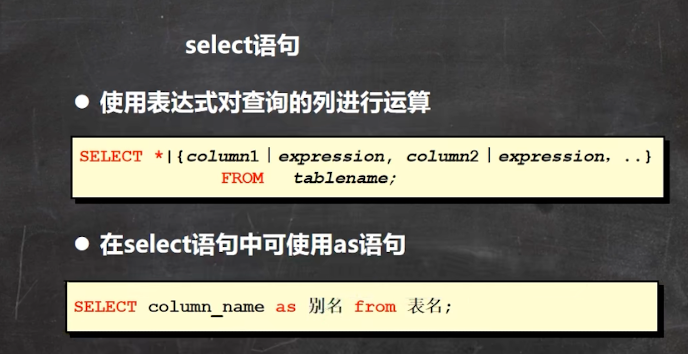 select语句
● 使用表达式对查询的列进行运算
SELECT *|{column1｜expression, column2｜expression，..}
FROM tablename;
● 在select语句中可使用as语句
SELECT column_name as 别名 from 表名;